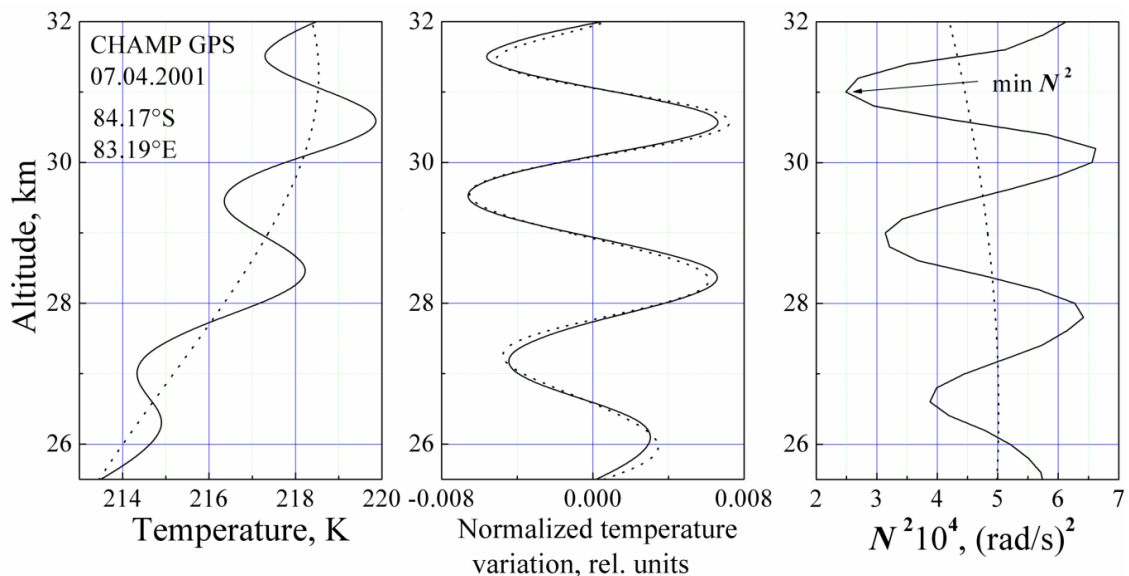 Altitude, km
32
30
28
26
CHAMP GPS
07.04.2001
84.17°S
83.19°E
214 216 218 220
Temperature, K
32
30
28
26
-0.008 0.000 0.008
Normalized temperature
variation, rel. units
32
30
28
26
min N²
2 3 4 5 6 7
N²10⁴, (rad/s)²